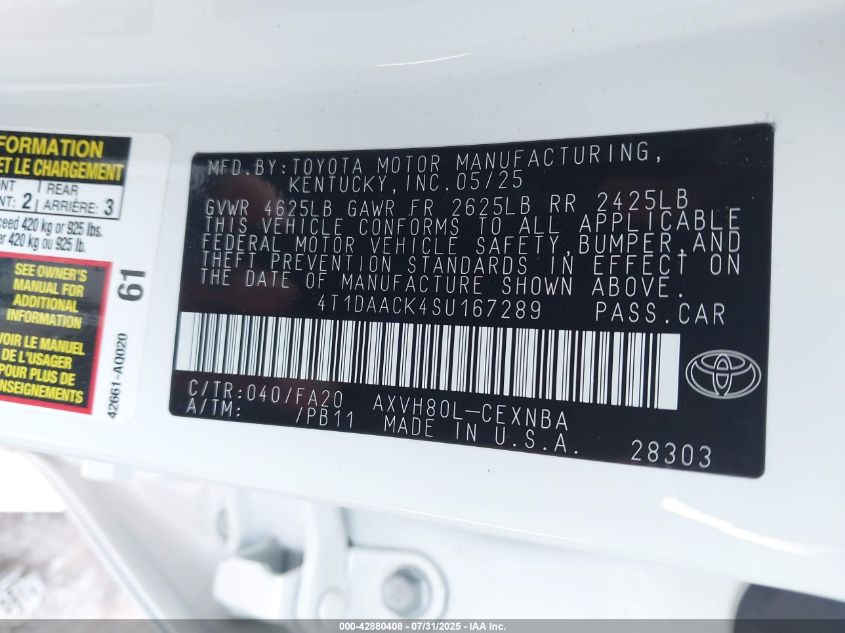 FORMATION
ET LE CHARGEMENT
REAR
2
ARRIÈRE: 3
420 kg or 925 lbs.
420 kg ou 925 lb.
SEE OWNER'S
MANUAL FOR
ADDITIONAL
INFORMATION
Voir le MANUEL
de L'USAGER
POUR PLUS DE
RENSEIGNEMENTS
61
42661-A0020
MFD.BY:TOYOTA MOTOR MANUFACTURING,
KENTUCKY, INC.05/25
GVWR 4625LB GAWR FR 2625LB RR 2425LB
THIS VEHICLE CONFORMS TO ALL APPLICABLE
FEDERAL MOTOR VEHICLE SAFETY,BUMPER,AND
THEFT PREVENTION STANDARDS IN EFFECT ON
THE DATE OF MANUFACTURE SHOWN ABOVE.
4T1DAACK4SU167289 PASS.CAR
C/TR:040/FA20 AXVH80L-CEXNBA
A/TM: /PB11 MADE IN U.S.A.
28303
000-42880408 - 07/31/2025 - IAA Inc.